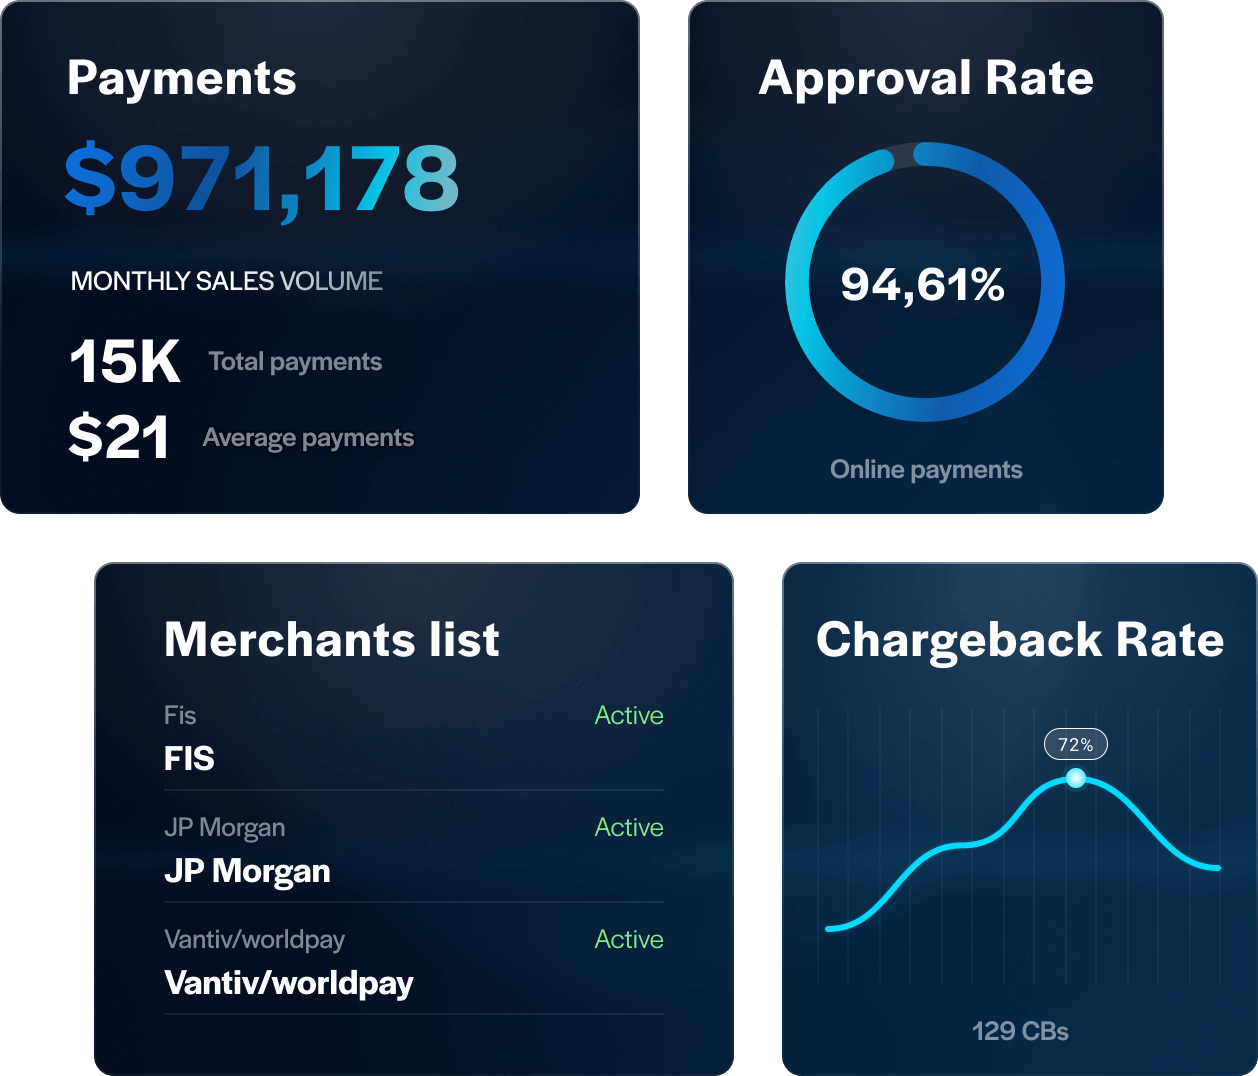 Payments
$971,178
MONTHLY SALES VOLUME
15K Total payments
$21 Average payments
Approval Rate
94,61%
Online payments
Merchants list
Fis Active
FIS
JP Morgan Active
JP Morgan
Vantiv/worldpay Active
Vantiv/worldpay
Chargeback Rate
72%
129 CBs